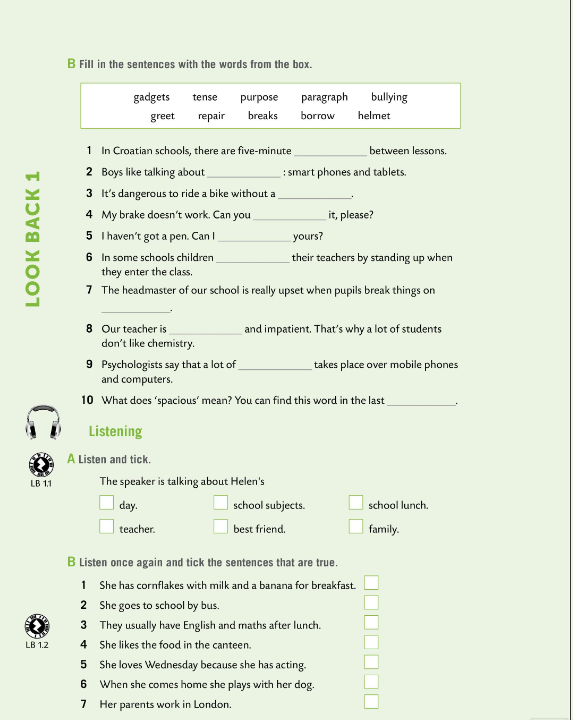 B Fill in the sentences with the words from the box.
gadgets tense purpose paragraph bullying
greet repair breaks borrow helmet
1 In Croatian schools, there are five-minute ____________ between lessons.
2 Boys like talking about ____________ : smart phones and tablets.
3 It's dangerous to ride a bike without a ____________.
4 My brake doesn't work. Can you ____________ it, please?
5 I haven't got a pen. Can I ____________ yours?
6 In some schools children ____________ their teachers by standing up when
they enter the class.
7 The headmaster of our school is really upset when pupils break things on
____________.
8 Our teacher is ____________ and impatient. That's why a lot of students
don't like chemistry.
9 Psychologists say that a lot of ____________ takes place over mobile phones
and computers.
10 What does 'spacious' mean? You can find this word in the last ____________.
LOOK BACK 1
Listening
A Listen and tick.
LB 1.1
The speaker is talking about Helen's
day. school subjects. school lunch.
teacher. best friend. family.
B Listen once again and tick the sentences that are true.
1 She has cornflakes with milk and a banana for breakfast.
2 She goes to school by bus.
3 They usually have English and maths after lunch.
LB 1.2
4 She likes the food in the canteen.
5 She loves Wednesday because she has acting.
6 When she comes home she plays with her dog.
7 Her parents work in London.